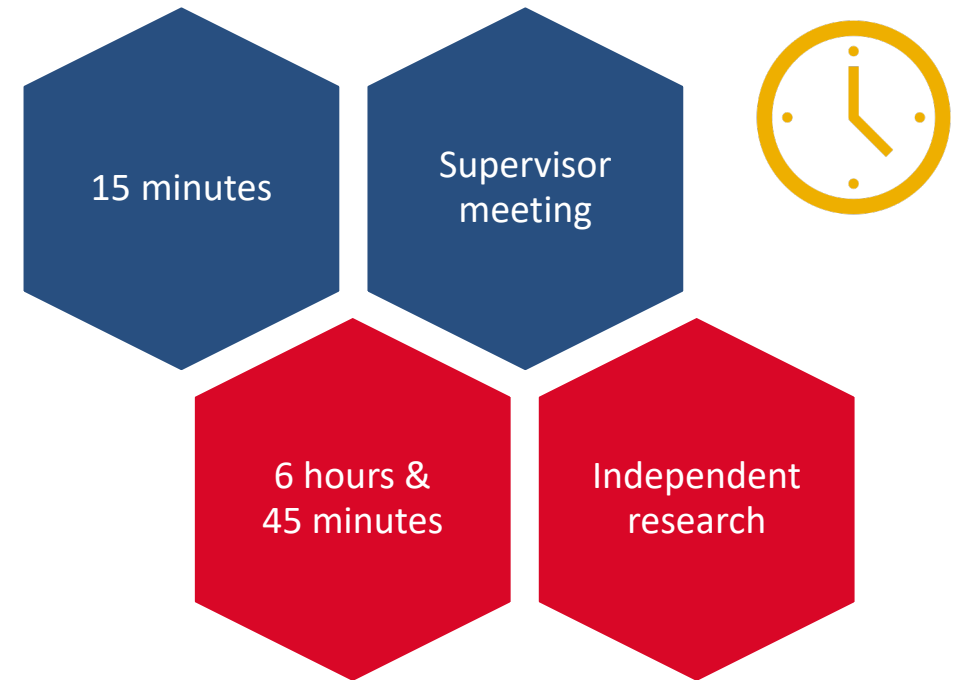 15 minutes
Supervisor
meeting
6 hours &
45 minutes
Independent
research